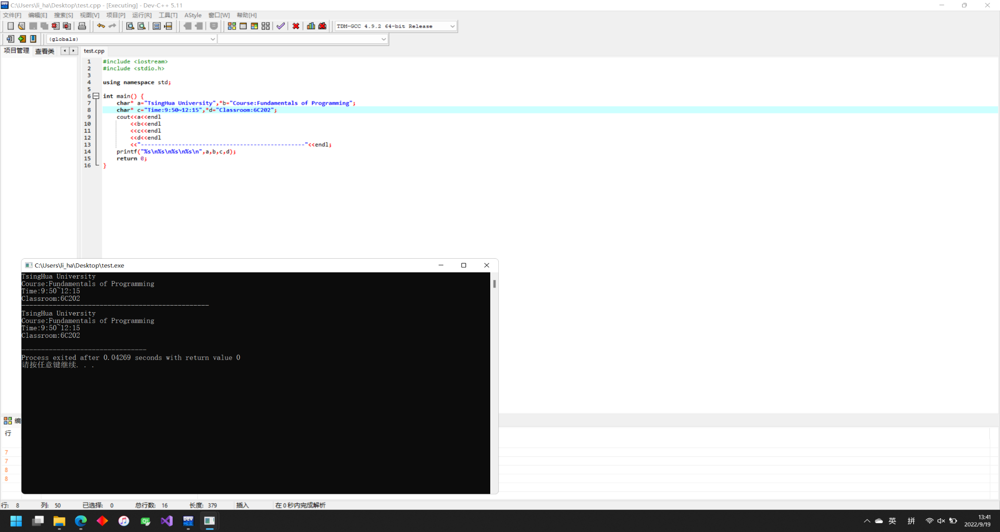 C:\Users\li_ha\Desktop\test.cpp - [Executing] - Dev-C++ 5.11
文件[F] 编辑[E] 搜索[S] 视图[V] 项目[P] 运行[R] 工具[T] AStyle 窗口[W] 帮助[H]
TDM-GCC 4.9.2 64-bit Release
(globals)
项目管理 查看类 test.cpp
1 #include <iostream>
2 #include <stdio.h>
3
4 using namespace std;
5
6 int main() {
7 char* a="TsingHua University",*b="Course:Fundamentals of Programming";
8 char* c="Time:9:50~12:15",*d="Classroom:6C202";
9 cout<<a<<endl
10 <<b<<endl
11 <<c<<endl
12 <<d<<endl
13 <<"------------------------------------------------"<<endl;
14 printf("%s\n%s\n%s\n%s\n",a,b,c,d);
15 return 0;
16 }
C:\Users\li_ha\Desktop\test.exe
TsingHua University
Course:Fundamentals of Programming
Time:9:50~12:15
Classroom:6C202
------------------------------------------------
TsingHua University
Course:Fundamentals of Programming
Time:9:50~12:15
Classroom:6C202
--------------------------------
Process exited after 0.04269 seconds with return value 0
请按任意键继续. . .
编
行
7
7
8
8
行: 8 列: 50 已选择: 0 总行数: 16 长度: 379 插入 在 0 秒内完成解析
DEV 英 拼 13:41
2022/9/19